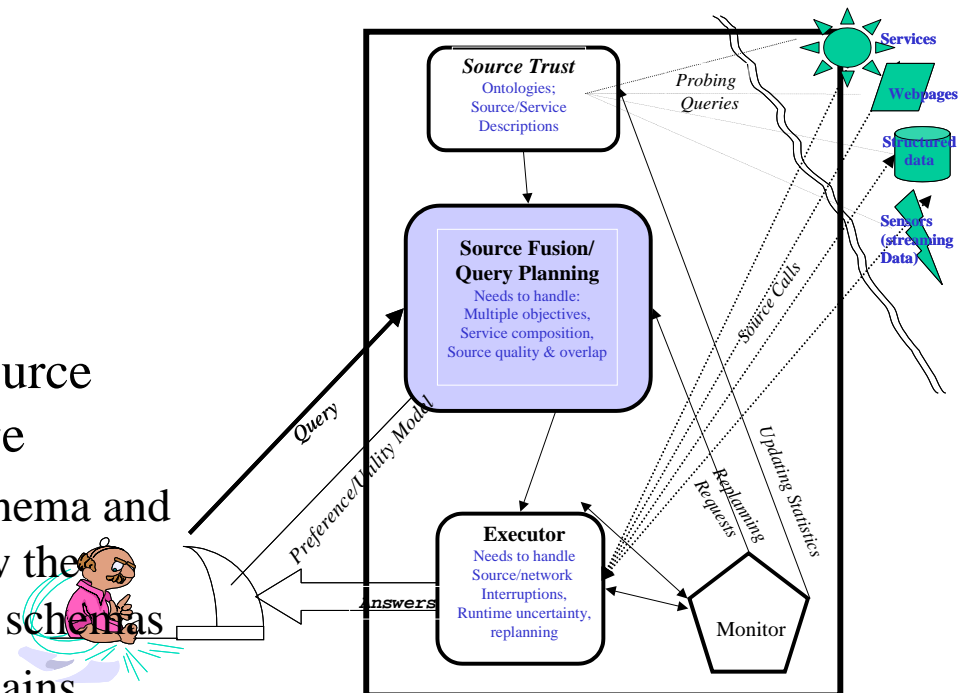 Source Trust
Ontologies;
Source/Service
Descriptions
Probing
Queries
Services
Webpages
Structured
data
Sensors
(streaming
Data)
Source Fusion/
Query Planning
Needs to handle:
Multiple objectives,
Service composition,
Source quality & overlap
Source Calls
Query
Preference/Utility Model
Updating Statistics
Replanning
Requests
Executor
Needs to handle
Source/network
Interruptions,
Runtime uncertainty,
replanning
Answers
Monitor
urce
hema and
the
schemas
ains